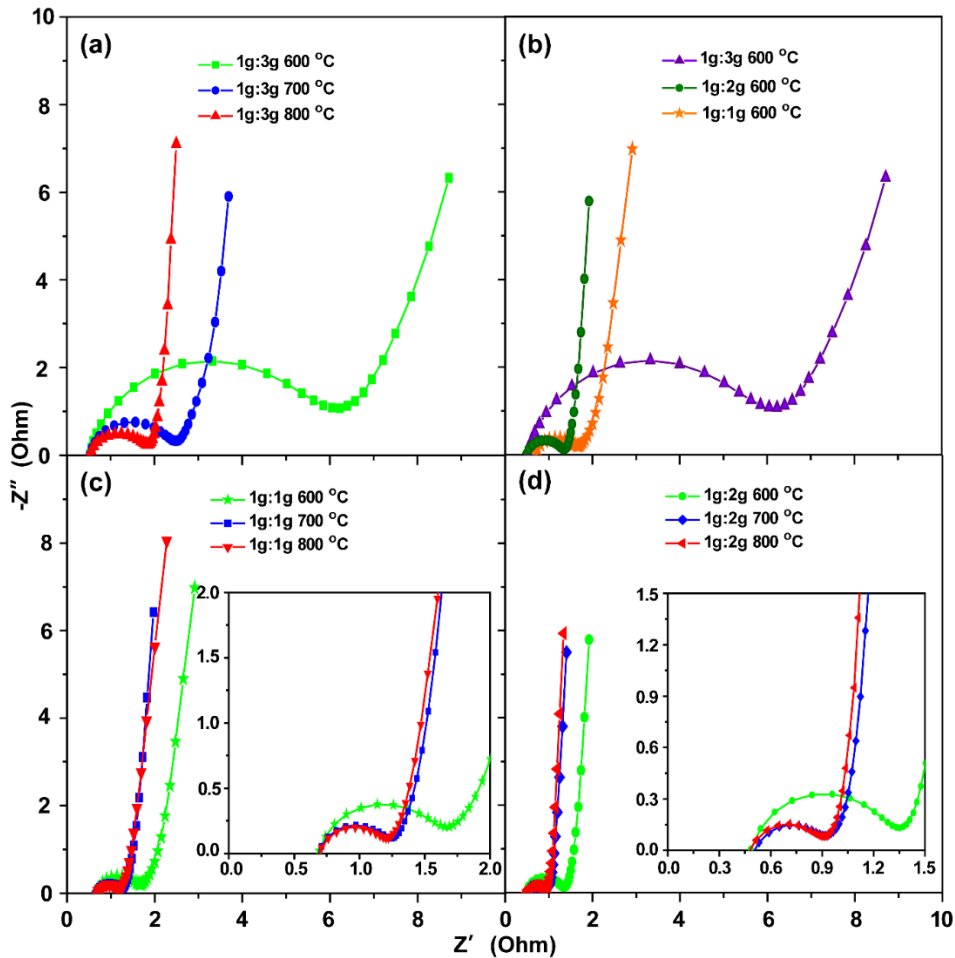 10
(a)
1g:3g 600 °C
1g:3g 700 °C
1g:3g 800 °C
8
6
4
2
0
(b)
1g:3g 600 °C
1g:2g 600 °C
1g:1g 600 °C
-Z″ (Ohm)
(c)
1g:1g 600 °C
1g:1g 700 °C
1g:1g 800 °C
8
6
4
2
0
2.0
1.5
1.0
0.5
0.0
0.0 0.5 1.0 1.5 2.0
(d)
1g:2g 600 °C
1g:2g 700 °C
1g:2g 800 °C
1.5
1.2
0.9
0.6
0.3
0.0
0.0 0.3 0.6 0.9 1.2 1.5
0 2 4 6 8 0 2 4 6 8 10
Z′ (Ohm)